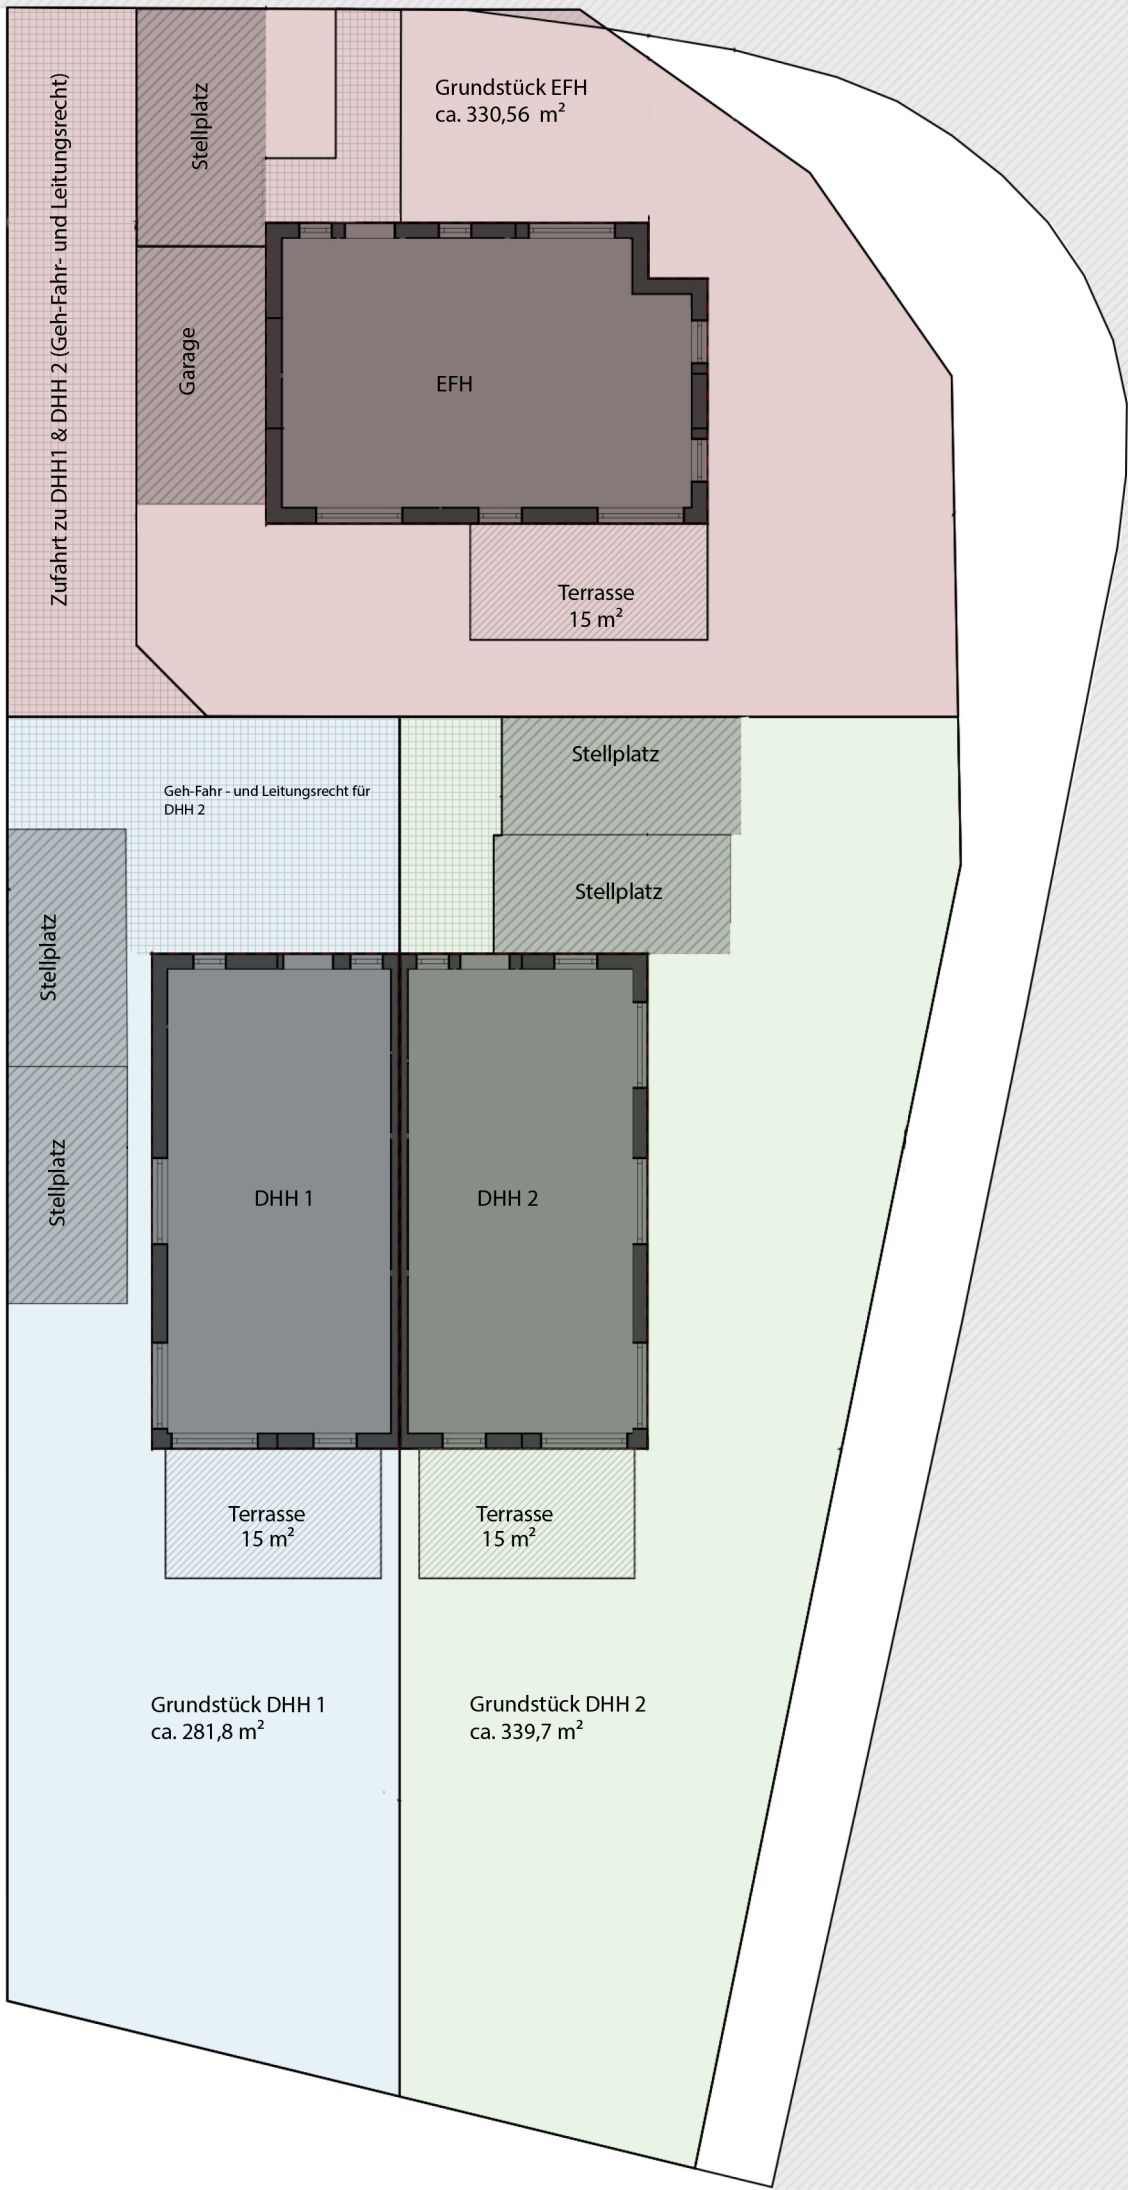 Zufahrt zu DHH1 & DHH 2 (Geh-Fahr- und Leitungsrecht)
Stellplatz
Grundstück EFH
ca. 330,56 m²
Garage
EFH
Terrasse
15 m²
Stellplatz
Geh-Fahr - und Leitungsrecht für
DHH 2
Stellplatz
Stellplatz
Stellplatz
DHH 1
DHH 2
Terrasse
15 m²
Terrasse
15 m²
Grundstück DHH 1
ca. 281,8 m²
Grundstück DHH 2
ca. 339,7 m²